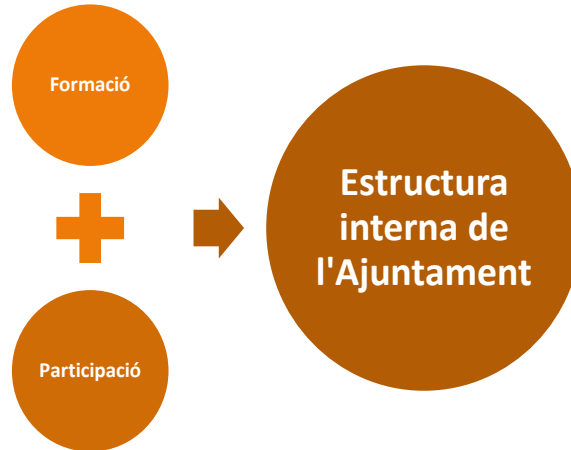 Formació
Estructura
interna de
l'Ajuntament
Participació